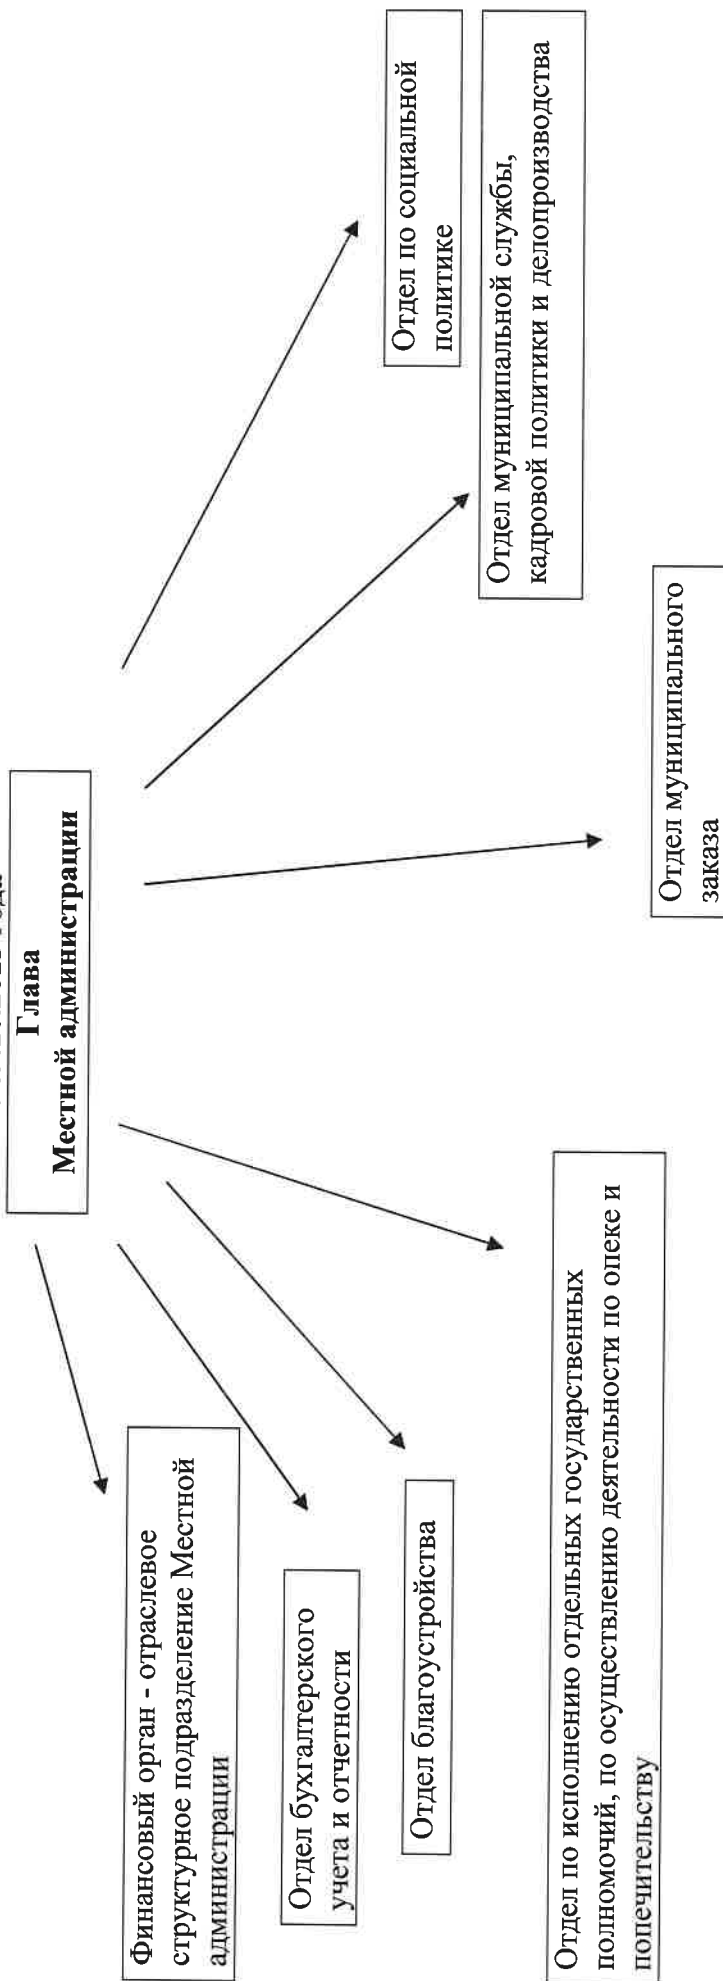 Глава
Местной администрации
Финансовый орган - отраслевое
структурное подразделение Местной
администрации
Отдел бухгалтерского
учета и отчетности
Отдел благоустройства
Отдел по исполнению отдельных государственных
полномочий, по осуществлению деятельности по опеке и
попечительству
Отдел по социальной
политике
Отдел муниципальной службы,
кадровой политики и делопроизводства
Отдел муниципального
заказа